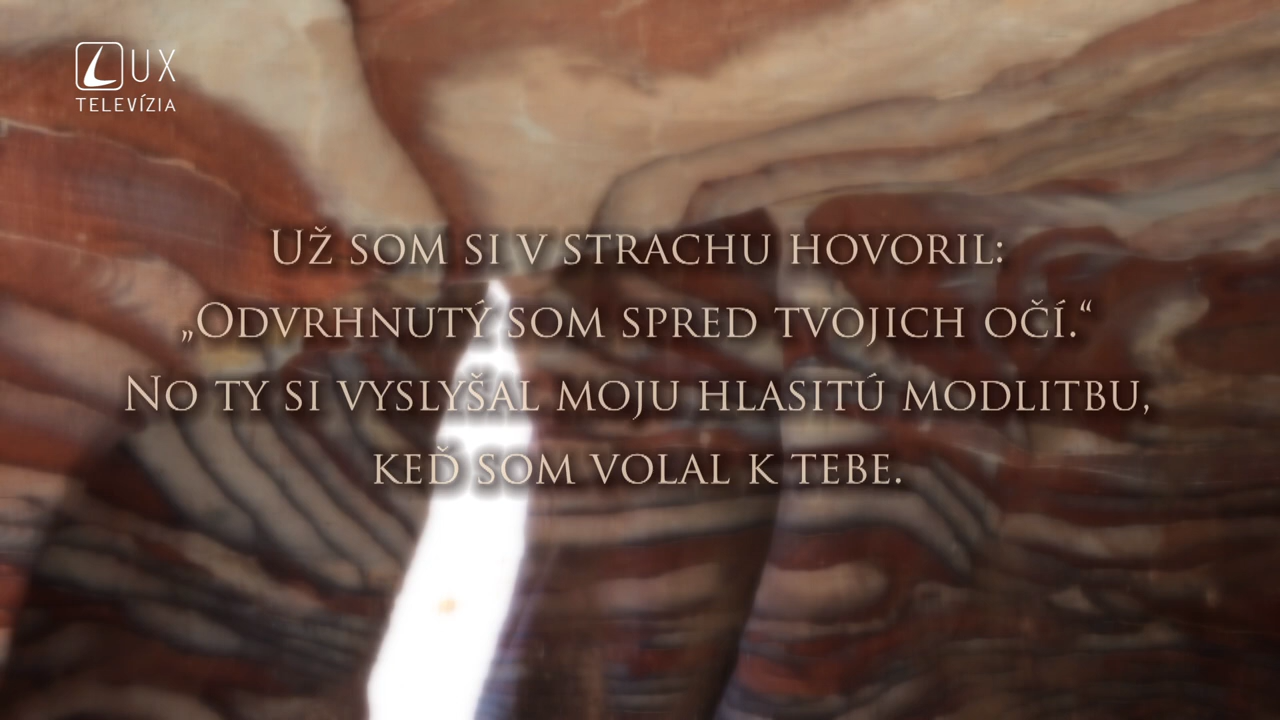 LUX
TELEVÍZIA
Už som si v strachu hovoril:
„Odvrhnutý som spred tvojich očí.“
No ty si vyslyšal moju hlasitú modlitbu,
keď som volal k tebe.